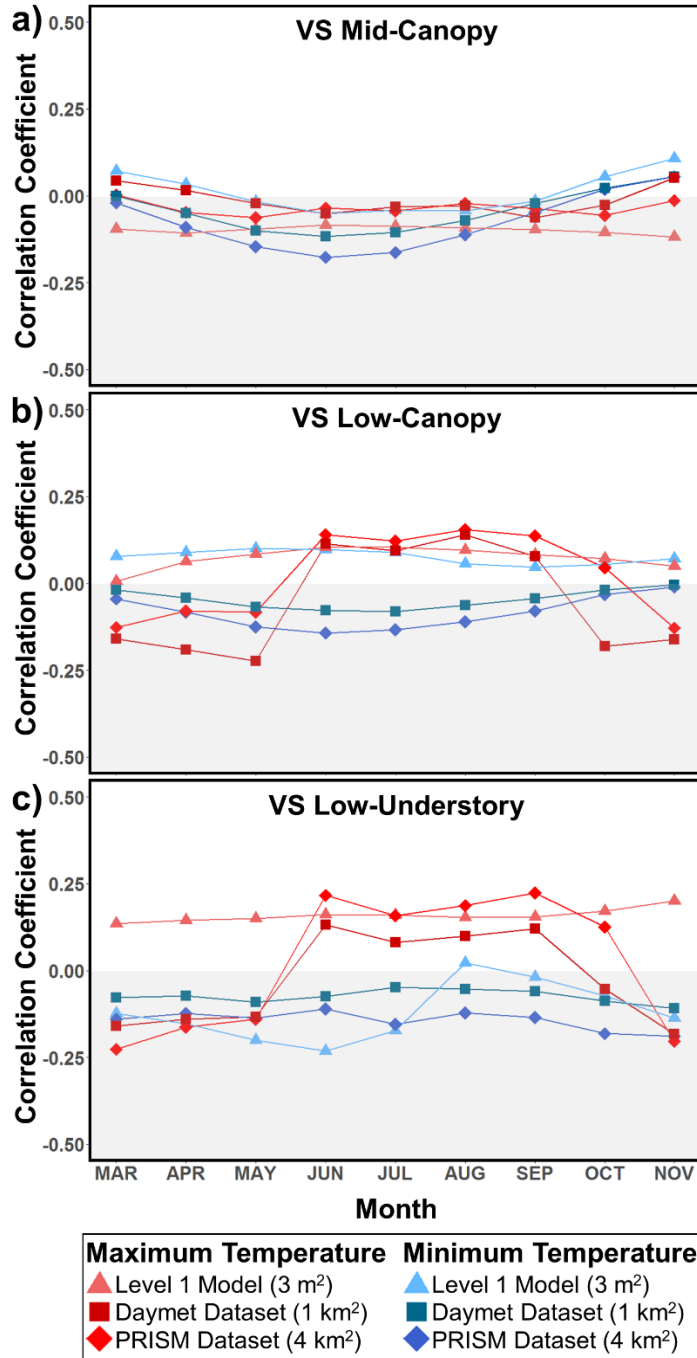 a)
VS Mid-Canopy
0.50
0.25
0.00
-0.25
-0.50
Correlation Coefficient
b)
VS Low-Canopy
0.50
0.25
0.00
-0.25
-0.50
Correlation Coefficient
c)
VS Low-Understory
0.50
0.25
0.00
-0.25
-0.50
Correlation Coefficient
MAR APR MAY JUN JUL AUG SEP OCT NOV
Month
Maximum Temperature
Level 1 Model (3 m²)
Daymet Dataset (1 km²)
PRISM Dataset (4 km²)
Minimum Temperature
Level 1 Model (3 m²)
Daymet Dataset (1 km²)
PRISM Dataset (4 km²)